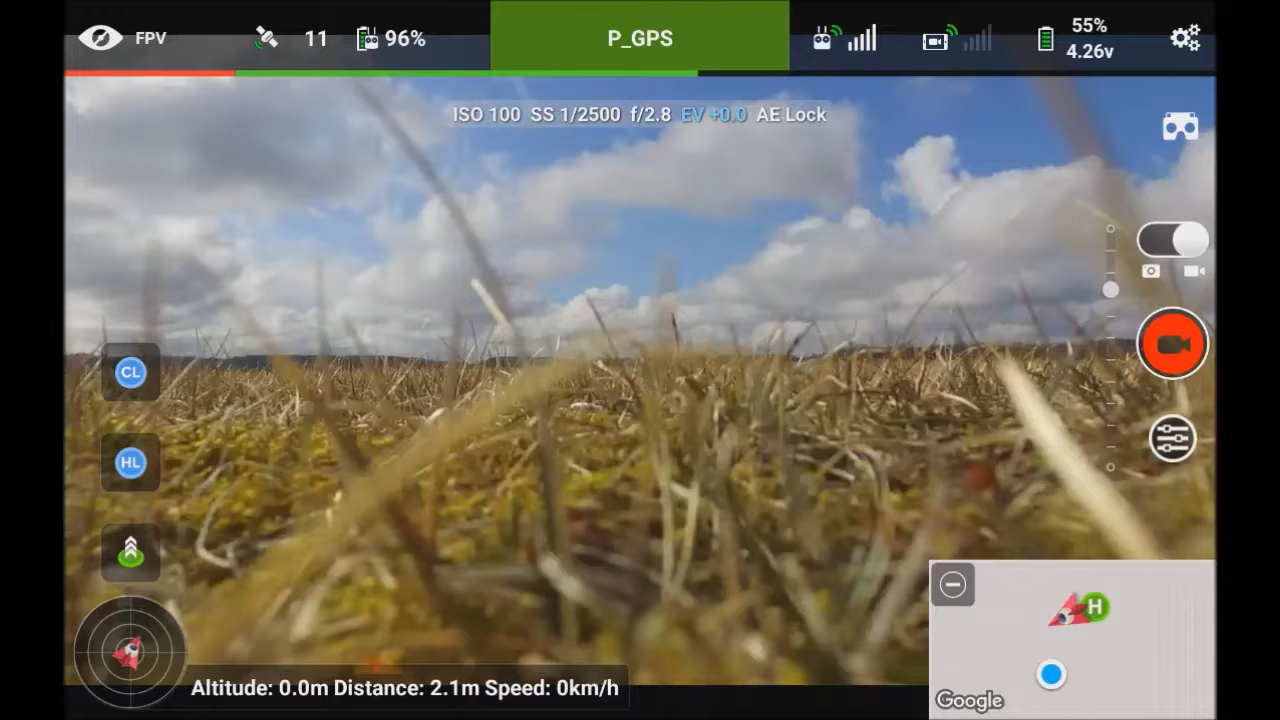 FPV 11 96% P_GPS 55%
4.26v
ISO 100 SS 1/2500 f/2.8 EV +0.0 AE Lock
CL
HL
H
Altitude: 0.0m Distance: 2.1m Speed: 0km/h
Google